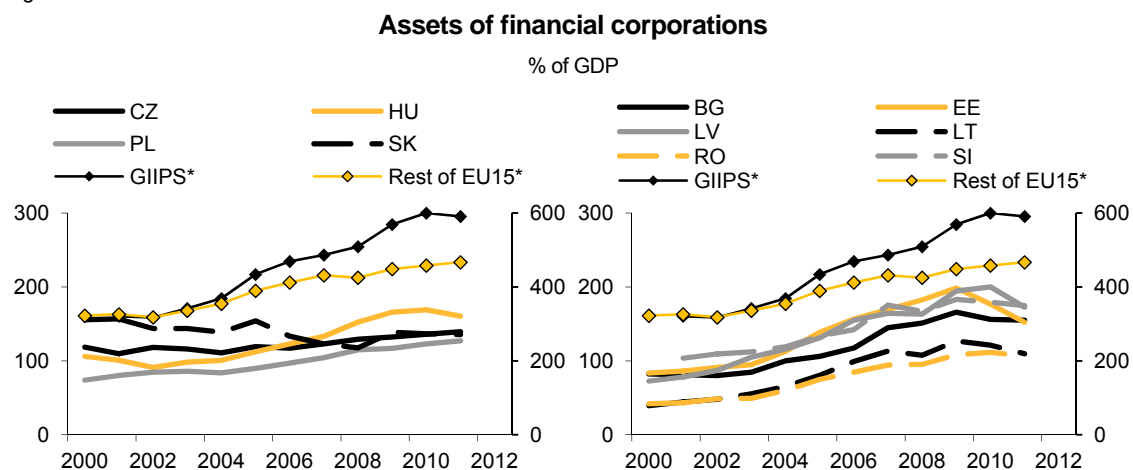 Assets of financial corporations
% of GDP
CZ HU
PL SK
GIIPS* Rest of EU15*
300 600
200 400
100 200
0 0
2000 2002 2004 2006 2008 2010 2012
BG EE
LV LT
RO SI
GIIPS* Rest of EU15*
300 600
200 400
100 200
0 0
2000 2002 2004 2006 2008 2010 2012